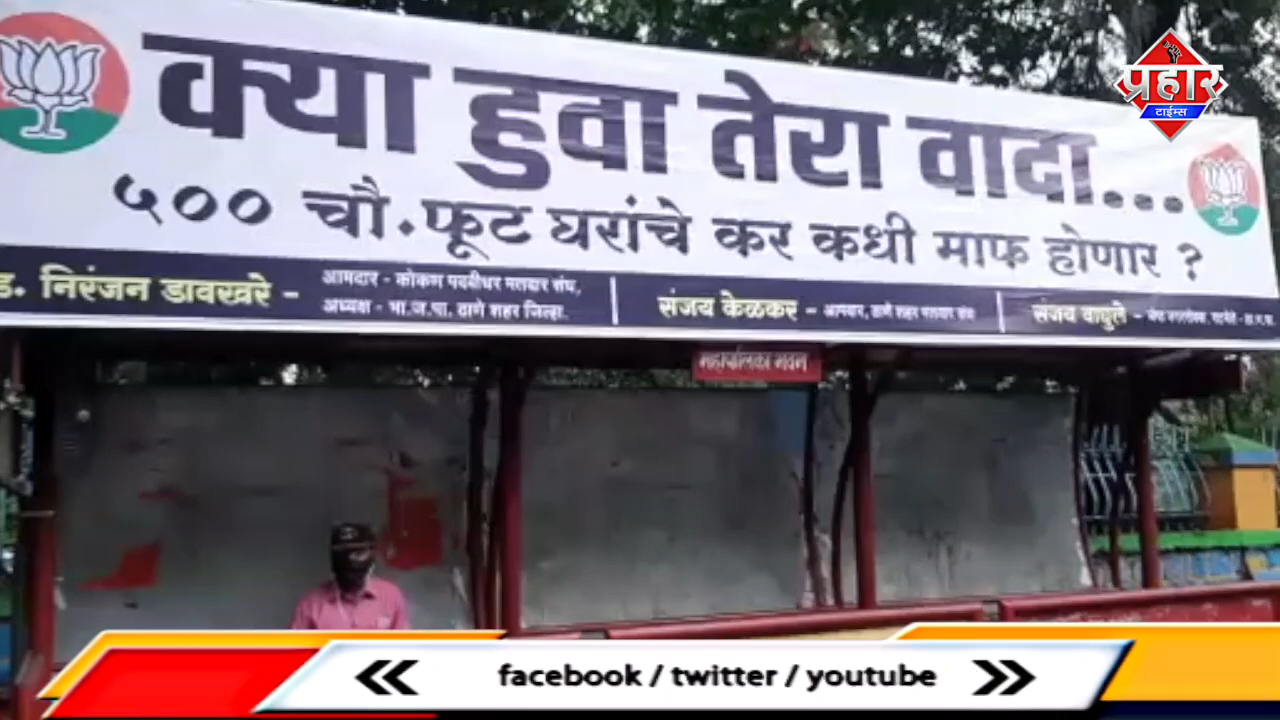 प्रहार
टाईम्स
क्या हुवा तेरा वादा...
५०० चौ.फूट घरांचे कर कधी माफ होणार ?
ड. निरंजन डावखरे -
आमदार - कोकण पदवीधर मतदार संघ,
अध्यक्ष - भा.ज.पा. ठाणे शहर जिल्हा.
संजय केळकर - आमदार, ठाणे शहर मतदार संघ
संजय वाघुले -
महापालिका भवन
facebook / twitter / youtube